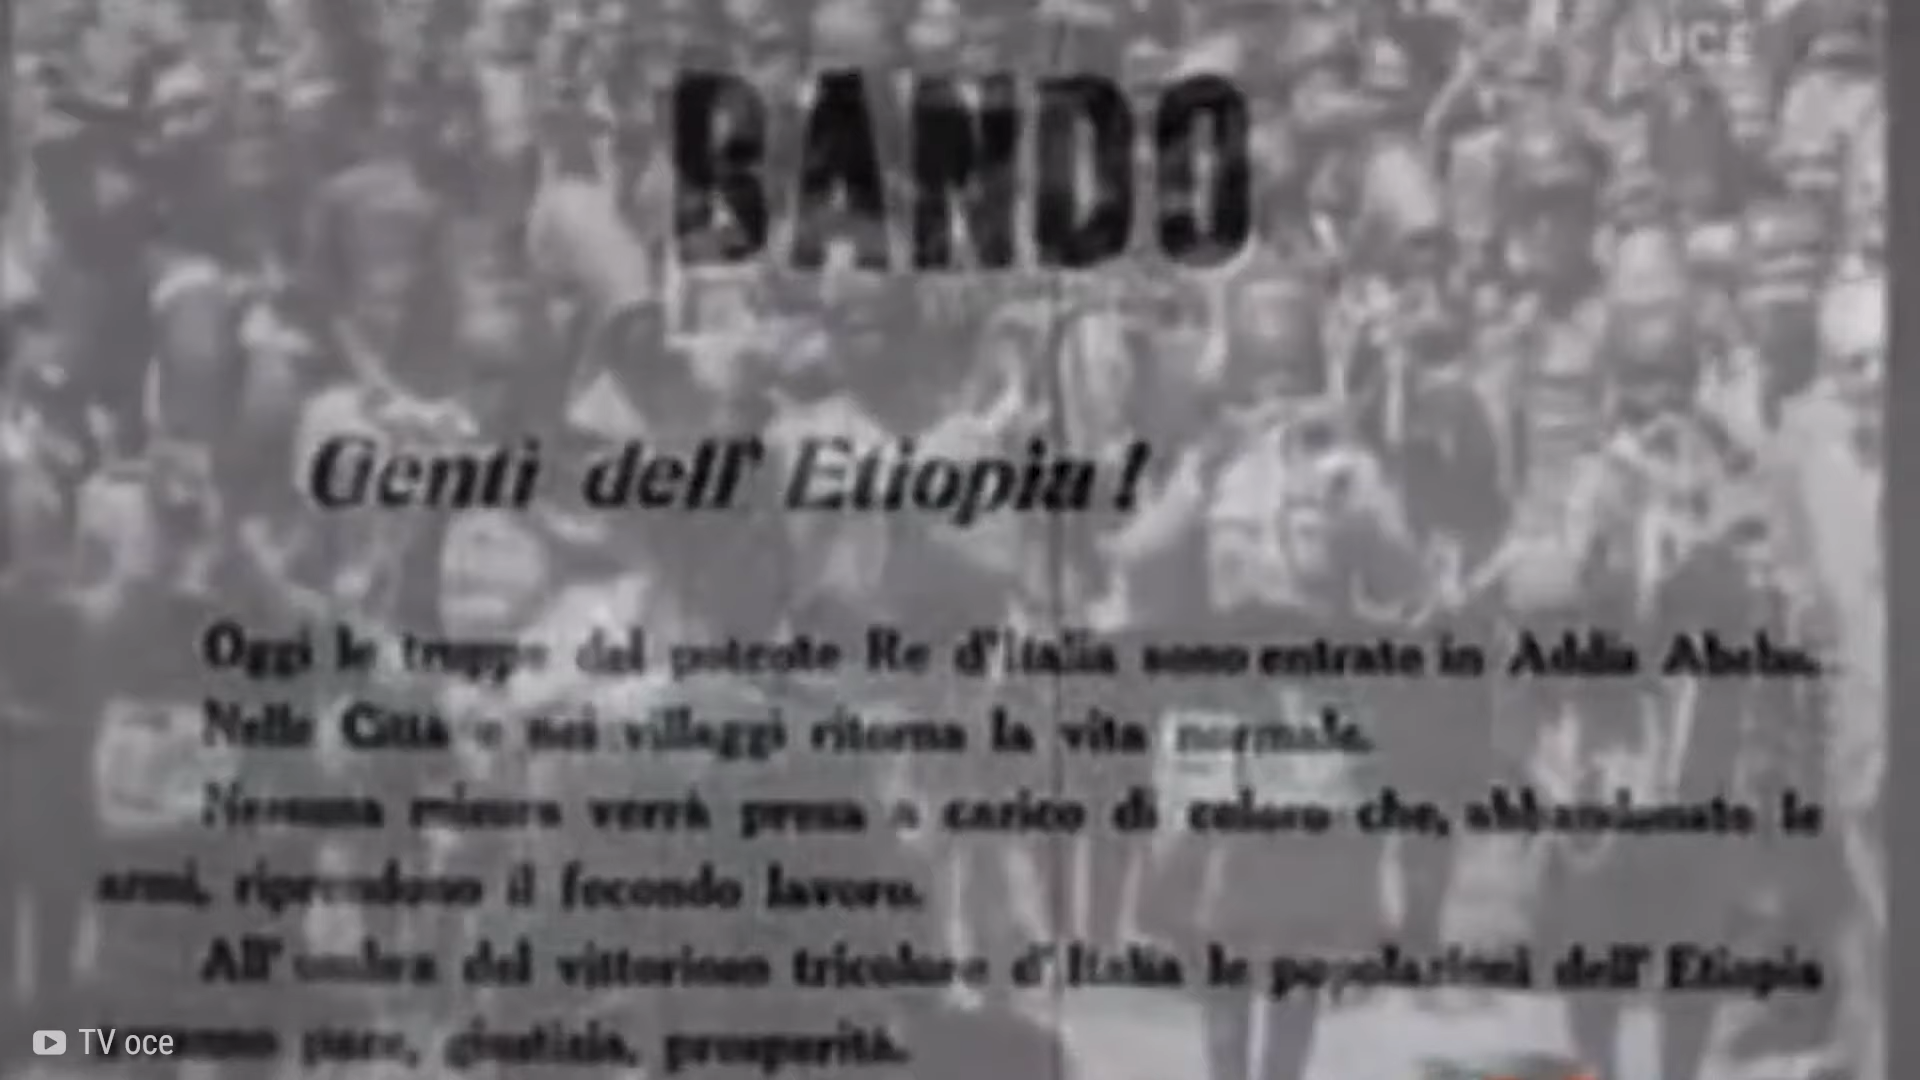 UCE
BANDO
Genti dell' Etiopia!
Oggi le truppe del potente Re d'Italia sono entrate in Addis Abeba.
Nelle Città e nei villaggi ritorna la vita normale.
Nessuna misura verrà presa a carico di coloro che, abbandonate le
armi, riprendono il fecondo lavoro.
All' ombra del vittorioso tricolore d'Italia le popolazioni dell' Etiopia
pace, giustizia, prosperità.
TV oce